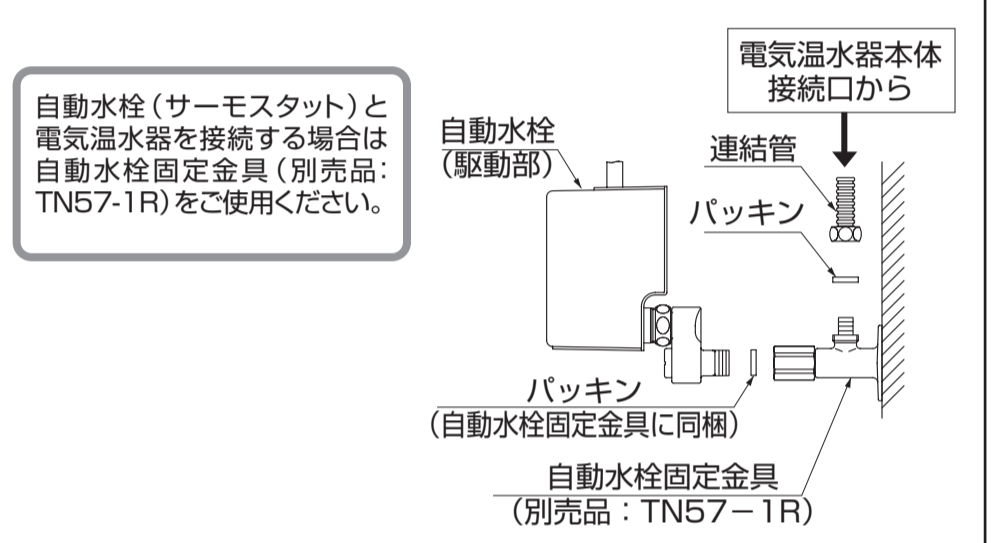 自動水栓（サーモスタット）と
電気温水器を接続する場合は
自動水栓固定金具（別売品：
TN57-1R）をご使用ください。
電気温水器本体
接続口から
自動水栓
（駆動部）
連結管
パッキン
パッキン
（自動水栓固定金具に同梱）
自動水栓固定金具
（別売品：TN57－1R）